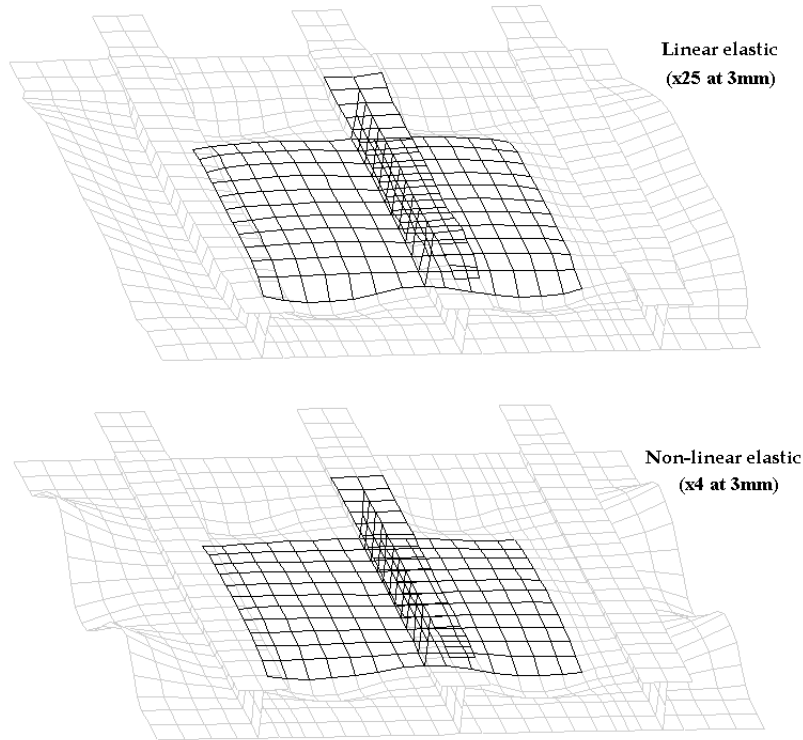 Linear elastic
(x25 at 3mm)
Non-linear elastic
(x4 at 3mm)